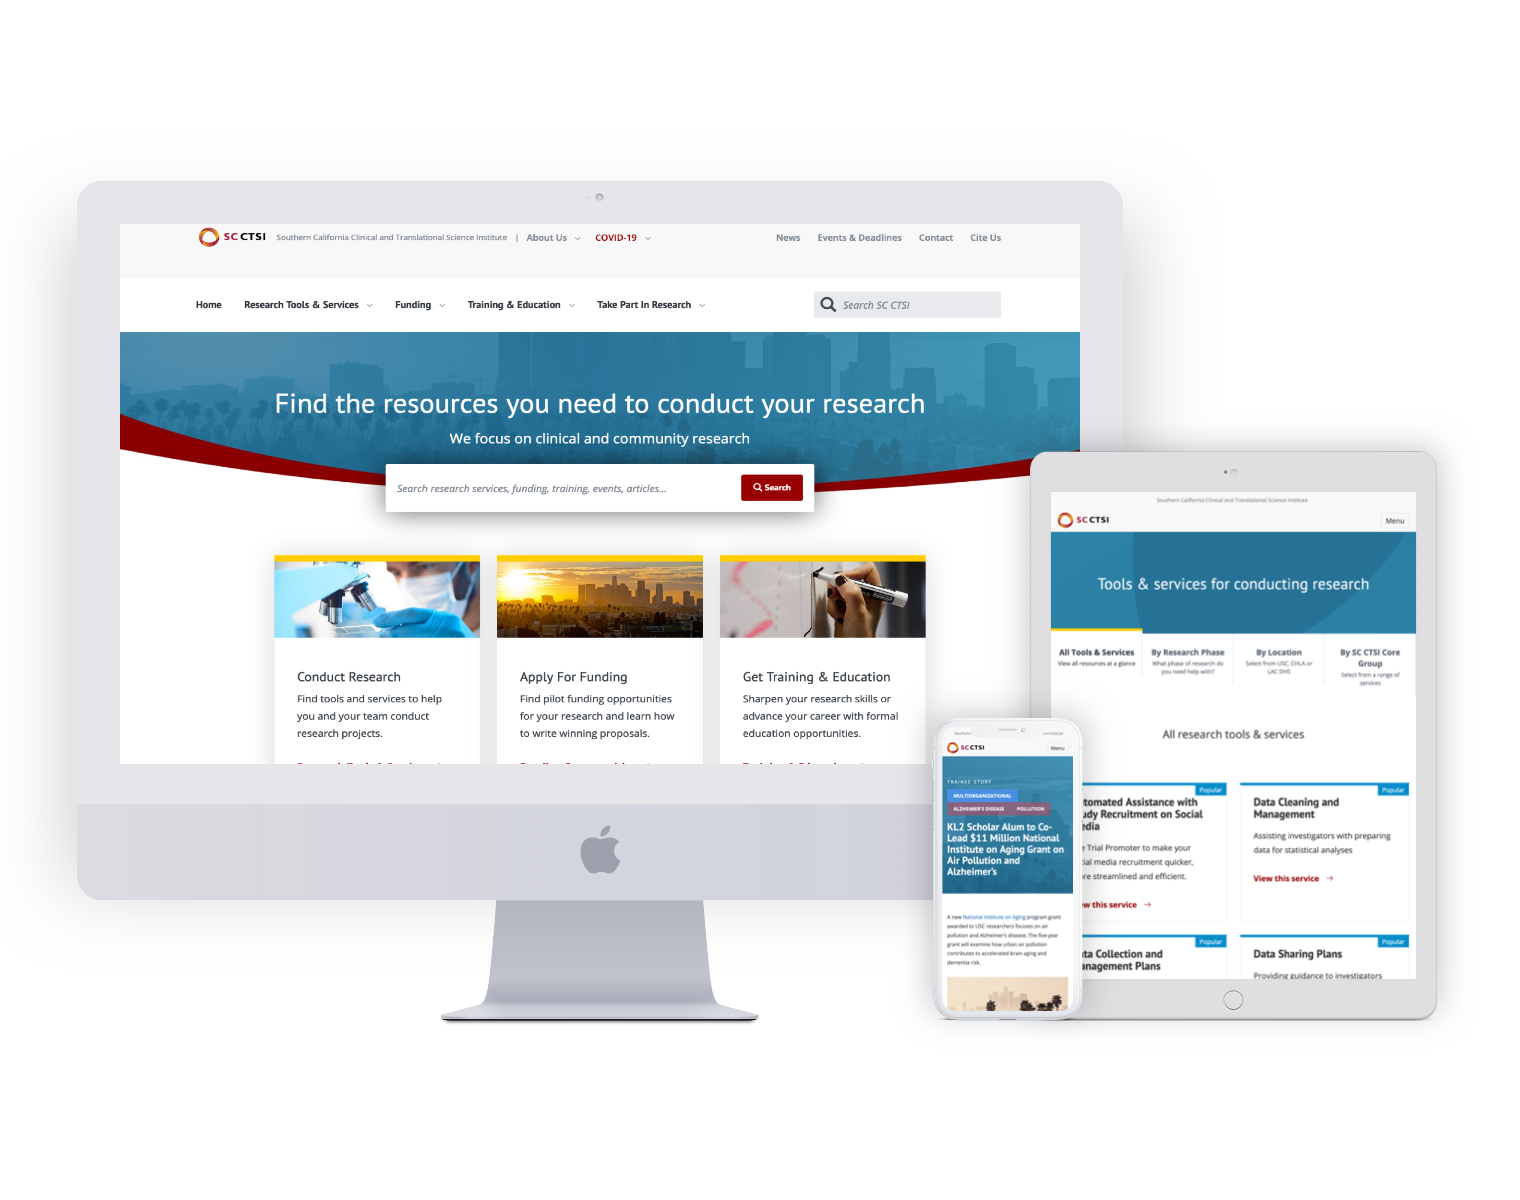 SC CTSI
Southern California Clinical and Translational Science Institute | About Us COVID-19
News Events & Deadlines Contact Cite Us
Home Research Tools & Services Funding Training & Education Take Part In Research
Search SC CTSI
Find the resources you need to conduct your research
We focus on clinical and community research
Search research services, funding, training, events, articles...
Search
Conduct Research
Find tools and services to help
you and your team conduct
research projects.
Apply For Funding
Find pilot funding opportunities
for your research and learn how
to write winning proposals.
Get Training & Education
Sharpen your research skills or
advance your career with formal
education opportunities.
Southern California Clinical and Translational Science Institute
SC CTSI
Menu
Tools & services for conducting research
All Tools & Services
View all resources at a glance
By Research Phase
What phase of research do
you need help with?
By Location
Select from USC, CHLA or
LAC DHS
By SC CTSI Core
Group
Select from a range of
services
All research tools & services
Popular
tomated Assistance with
udy Recruitment on Social
edia
e Trial Promoter to make your
ial media recruitment quicker,
re streamlined and efficient.
w this service
Popular
Data Cleaning and
Management
Assisting investigators with preparing
data for statistical analyses
View this service
Popular
ta Collection and
anagement Plans
Popular
Data Sharing Plans
Providing guidance to investigators
Southern
SC CTSI
Menu
TRAINEE STORY
MULTIORGANIZATIONAL
ALZHEIMER'S DISEASE POLLUTION
KL2 Scholar Alum to Co-
Lead $11 Million National
Institute on Aging Grant on
Air Pollution and
Alzheimer's
A new National Institute on Aging program grant
awarded to USC researchers focuses on air
pollution and Alzheimer's disease. The five-year
grant will examine how urban air pollution
contributes to accelerated brain aging and
dementia risk.